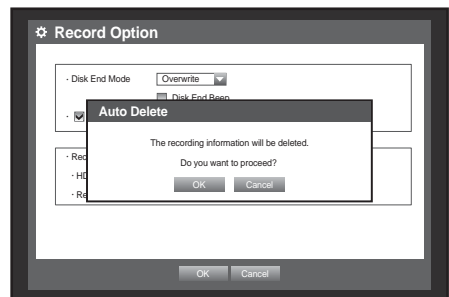 Record Option
· Disk End Mode Overwrite
Disk End Beep
Auto Delete
The recording information will be deleted.
Do you want to proceed?
OK Cancel
· Rec
· HD
· Re
OK Cancel